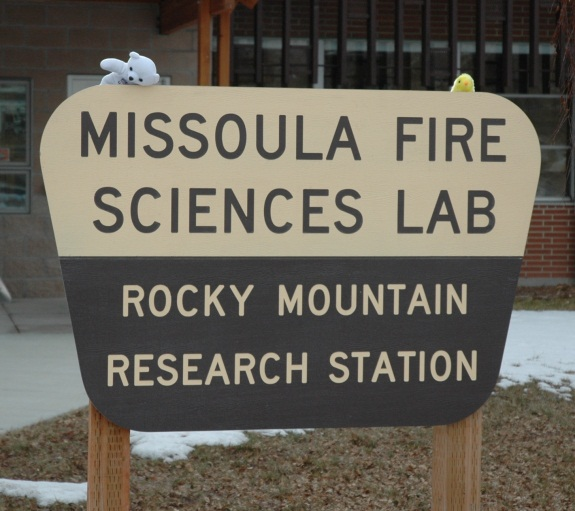 MISSOULA FIRE
SCIENCES LAB
ROCKY MOUNTAIN
RESEARCH STATION